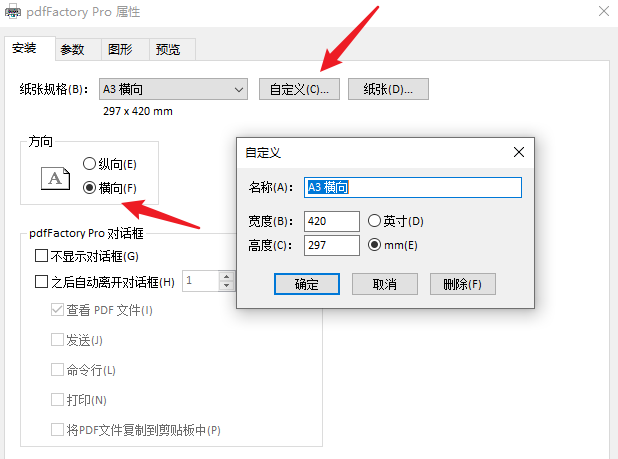 pdfFactory Pro 属性
安装 参数 图形 预览
纸张规格(B)： A3 横向 自定义(C)... 纸张(D)...
297 x 420 mm
方向
A
纵向(E)
横向(F)
pdfFactory Pro 对话框
不显示对话框(G)
之后自动离开对话框(H) 1
查看 PDF 文件(I)
发送(J)
命令行(L)
打印(N)
将PDF文件复制到剪贴板中(P)
自定义
名称(A)： A3 横向
宽度(B)： 420 英寸(D)
高度(C)： 297 mm(E)
确定 取消 删除(F)